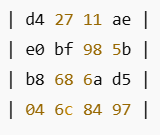 | d4 27 11 ae |
| e0 bf 98 5b |
| b8 68 6a d5 |
| 04 6c 84 97 |